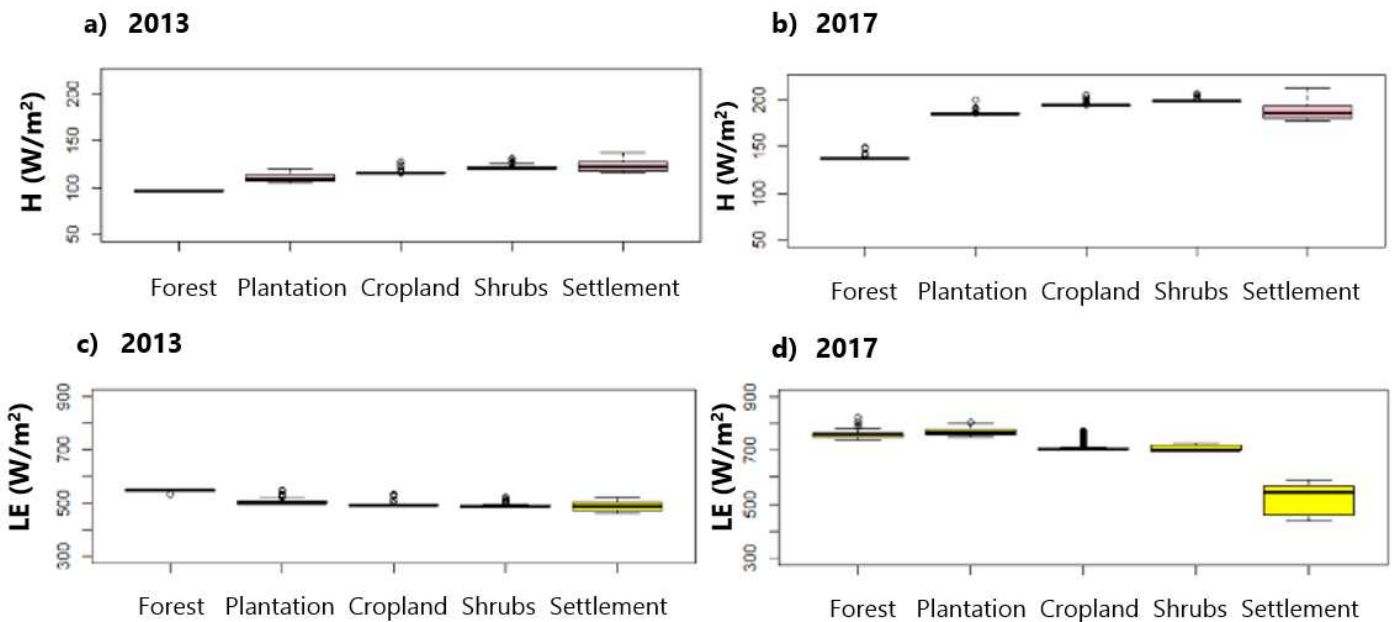 a) 2013
H (W/m²)
200
150
100
50
Forest Plantation Cropland Shrubs Settlement
b) 2017
H (W/m²)
200
150
100
50
Forest Plantation Cropland Shrubs Settlement
c) 2013
LE (W/m²)
900
700
500
300
Forest Plantation Cropland Shrubs Settlement
d) 2017
LE (W/m²)
900
700
500
300
Forest Plantation Cropland Shrubs Settlement